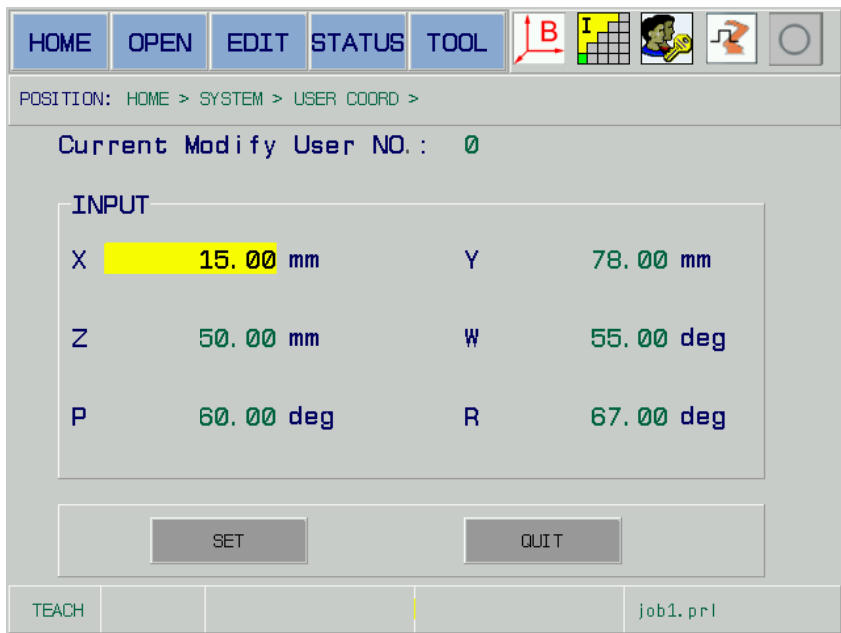 HOME OPEN EDIT STATUS TOOL B I
POSITION: HOME > SYSTEM > USER COORD >
Current Modify User NO.: 0
INPUT
X 15.00 mm Y 78.00 mm
Z 50.00 mm W 55.00 deg
P 60.00 deg R 67.00 deg
SET QUIT
TEACH job1.prl